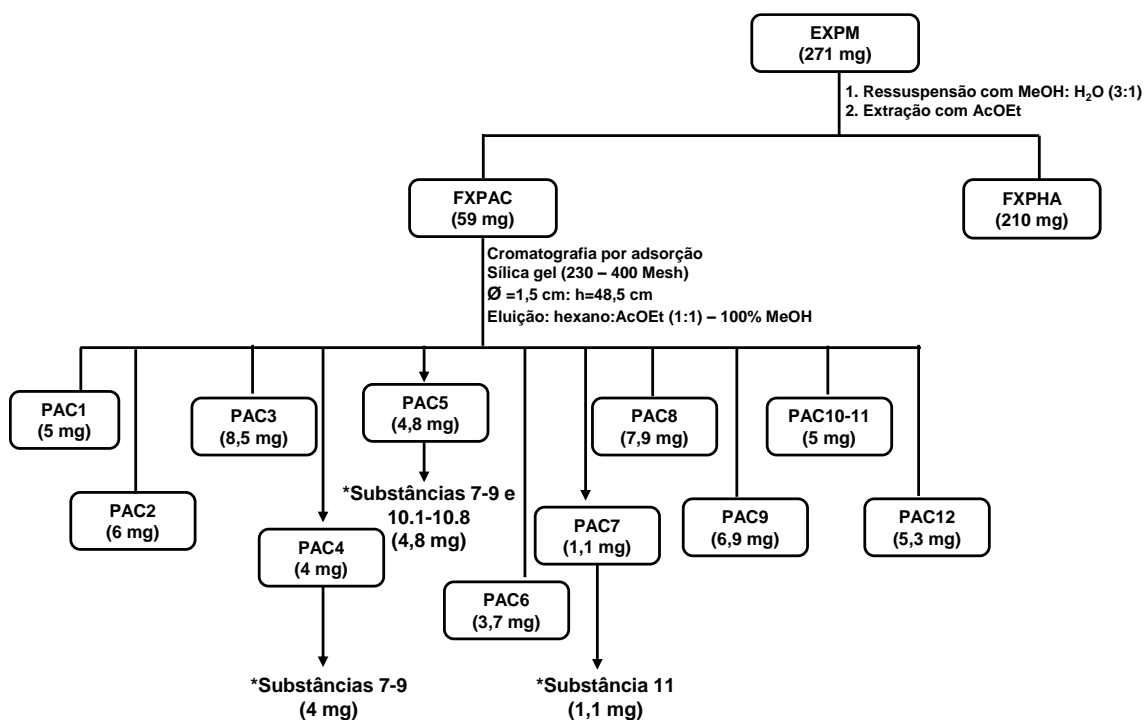 EXPM
(271 mg)
1. Ressuspensão com MeOH: H₂O (3:1)
2. Extração com AcOEt
FXPAC
(59 mg)
FXPHA
(210 mg)
Cromatografia por adsorção
Sílica gel (230 – 400 Mesh)
Ø =1,5 cm: h=48,5 cm
Eluição: hexano:AcOEt (1:1) – 100% MeOH
PAC1
(5 mg)
PAC2
(6 mg)
PAC3
(8,5 mg)
PAC4
(4 mg)
*Substâncias 7-9
(4 mg)
PAC5
(4,8 mg)
*Substâncias 7-9 e
10.1-10.8
(4,8 mg)
PAC6
(3,7 mg)
PAC7
(1,1 mg)
*Substância 11
(1,1 mg)
PAC8
(7,9 mg)
PAC9
(6,9 mg)
PAC10-11
(5 mg)
PAC12
(5,3 mg)